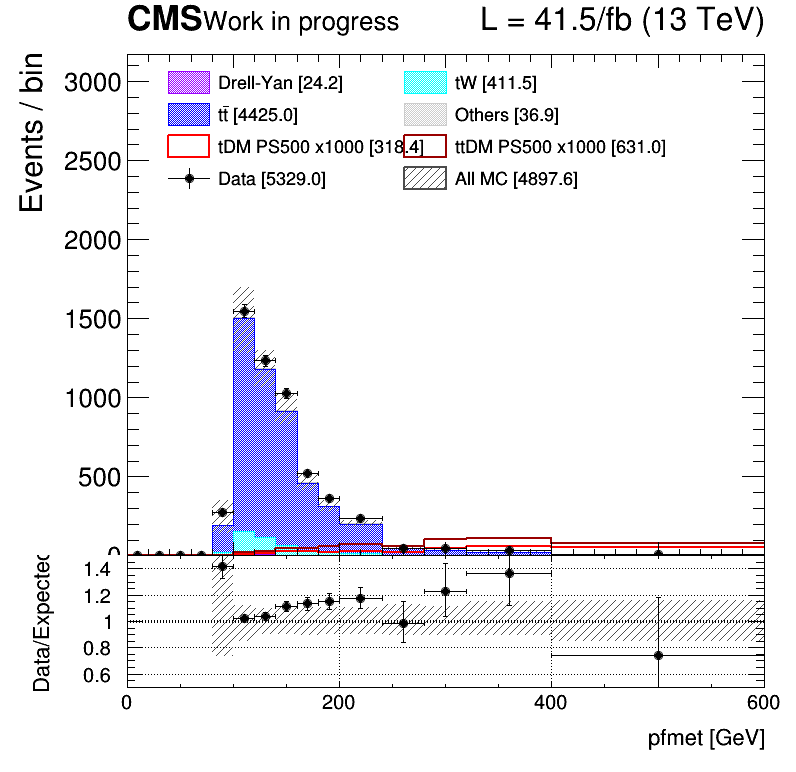 CMS Work in progress L = 41.5/fb (13 TeV)
Events / bin
3000
2500
2000
1500
1000
500
0
Drell-Yan [24.2] tW [411.5]
tt̄ [4425.0] Others [36.9]
tDM PS500 x1000 [318.4] ttDM PS500 x1000 [631.0]
Data [5329.0] All MC [4897.6]
Data/Expected
1.4
1.2
1
0.8
0.6
0 200 400 600
pfmet [GeV]